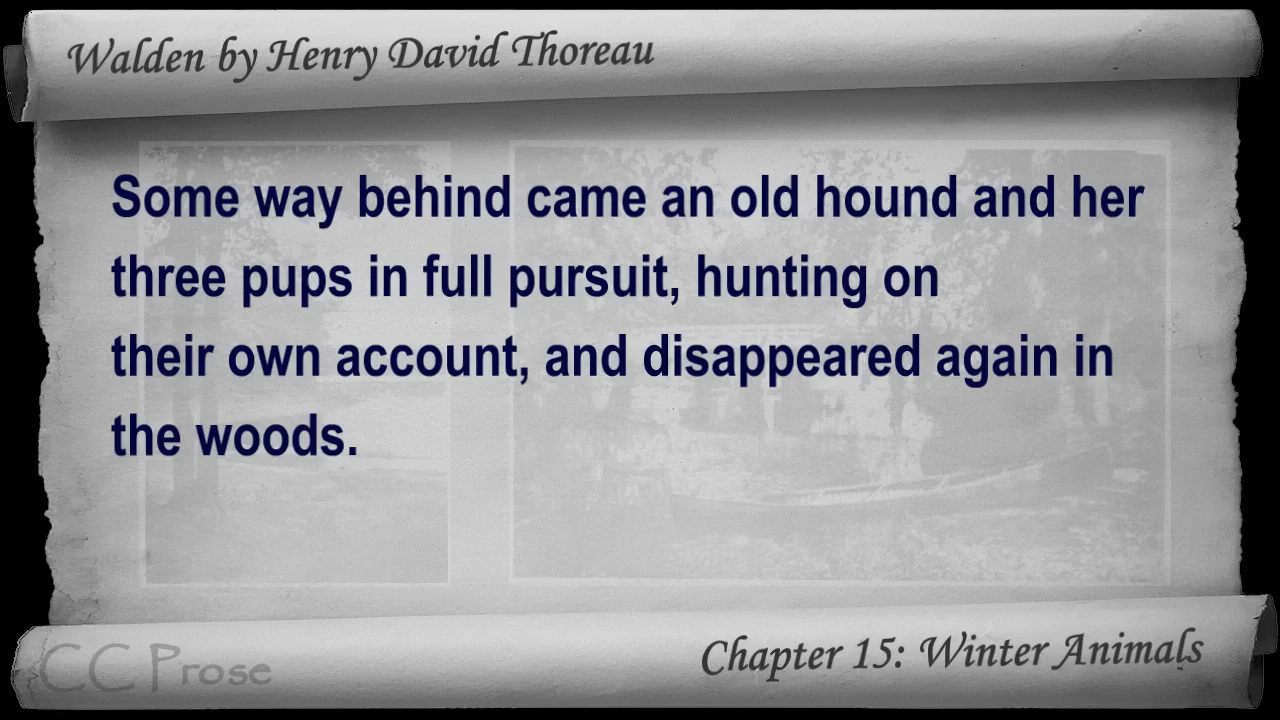 Walden by Henry David Thoreau
Some way behind came an old hound and her
three pups in full pursuit, hunting on
their own account, and disappeared again in
the woods.
CC Prose
Chapter 15: Winter Animals